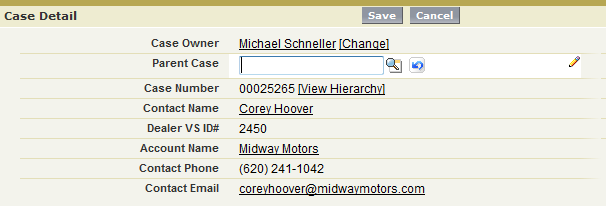 Case Detail Save Cancel
Case Owner Michael Schneller [Change]
Parent Case
Case Number 00025265 [View Hierarchy]
Contact Name Corey Hoover
Dealer VS ID# 2450
Account Name Midway Motors
Contact Phone (620) 241-1042
Contact Email coreyhoover@midwaymotors.com